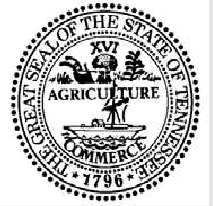 THE GREAT SEAL OF THE STATE OF TENNESSEE
XVI
AGRICULTURE
COMMERCE
1796